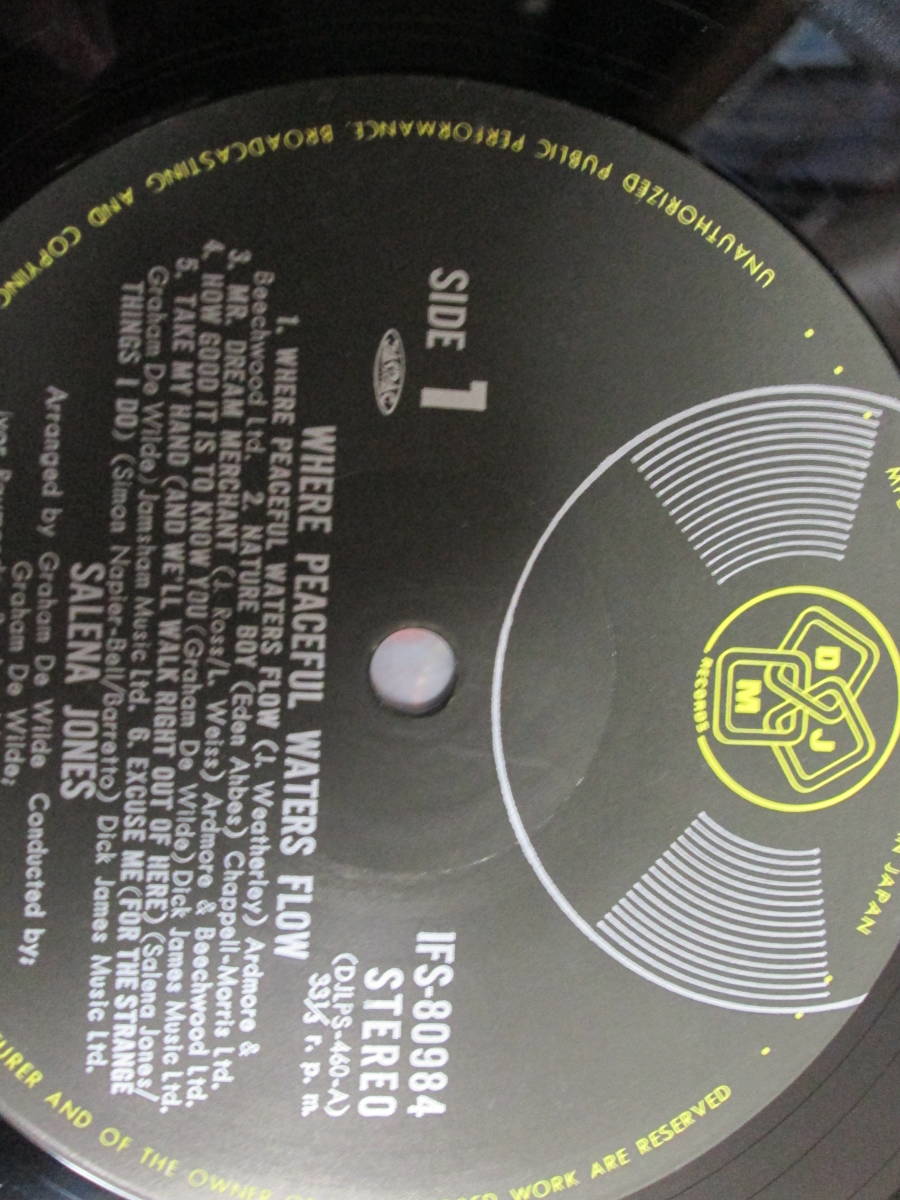 UNAUTHORIZED PUBLIC PERFORMANCE, BROADCASTING AND COPYING
IN JAPAN
D J M
RECORDS
SIDE 1
IFS-80984
STEREO
(DJLPS-460-A)
33⅓ r. p. m.
WHERE PEACEFUL WATERS FLOW
1. WHERE PEACEFUL WATERS FLOW (J. Weatherley) Ardmore &
Beechwood Ltd. 2. NATURE BOY (Eden Ahbes) Chappell-Morris Ltd.
3. MR. DREAM MERCHANT (J. Ross/L. Weiss) Ardmore & Beechwood Ltd.
4. HOW GOOD IT IS TO KNOW YOU (Graham De Wilde) Dick James Music Ltd.
5. TAKE MY HAND (AND WE'LL WALK RIGHT OUT OF HERE) (Salena Jones/
Graham De Wilde) Jamsham Music Ltd. 6. EXCUSE ME (FOR THE STRANGE
THINGS I DO) (Simon Napier-Bell/Barretto) Dick James Music Ltd.
SALENA JONES
Arranged by Graham De Wilde Conducted by:
Graham De Wilde;
AND OF THE OWNER WORK ARE RESERVED